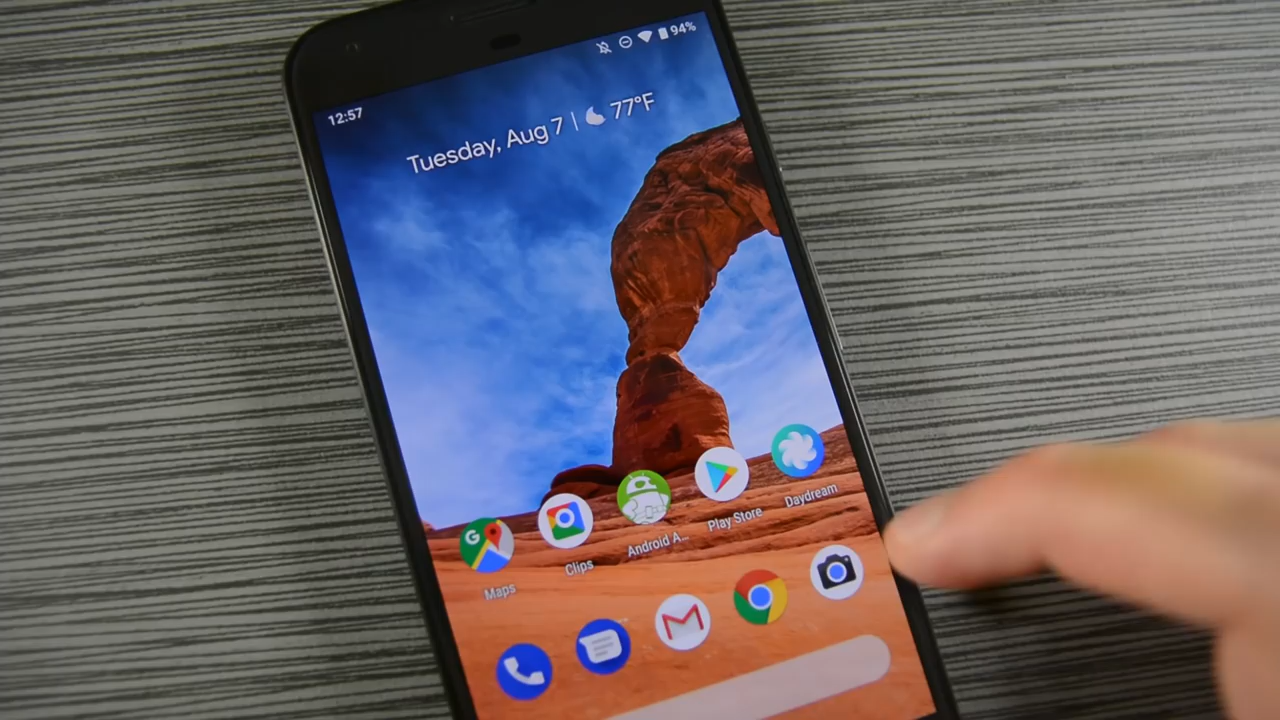 12:57
94%
Tuesday, Aug 7 | 77°F
Maps
Clips
Android A...
Play Store
Daydream